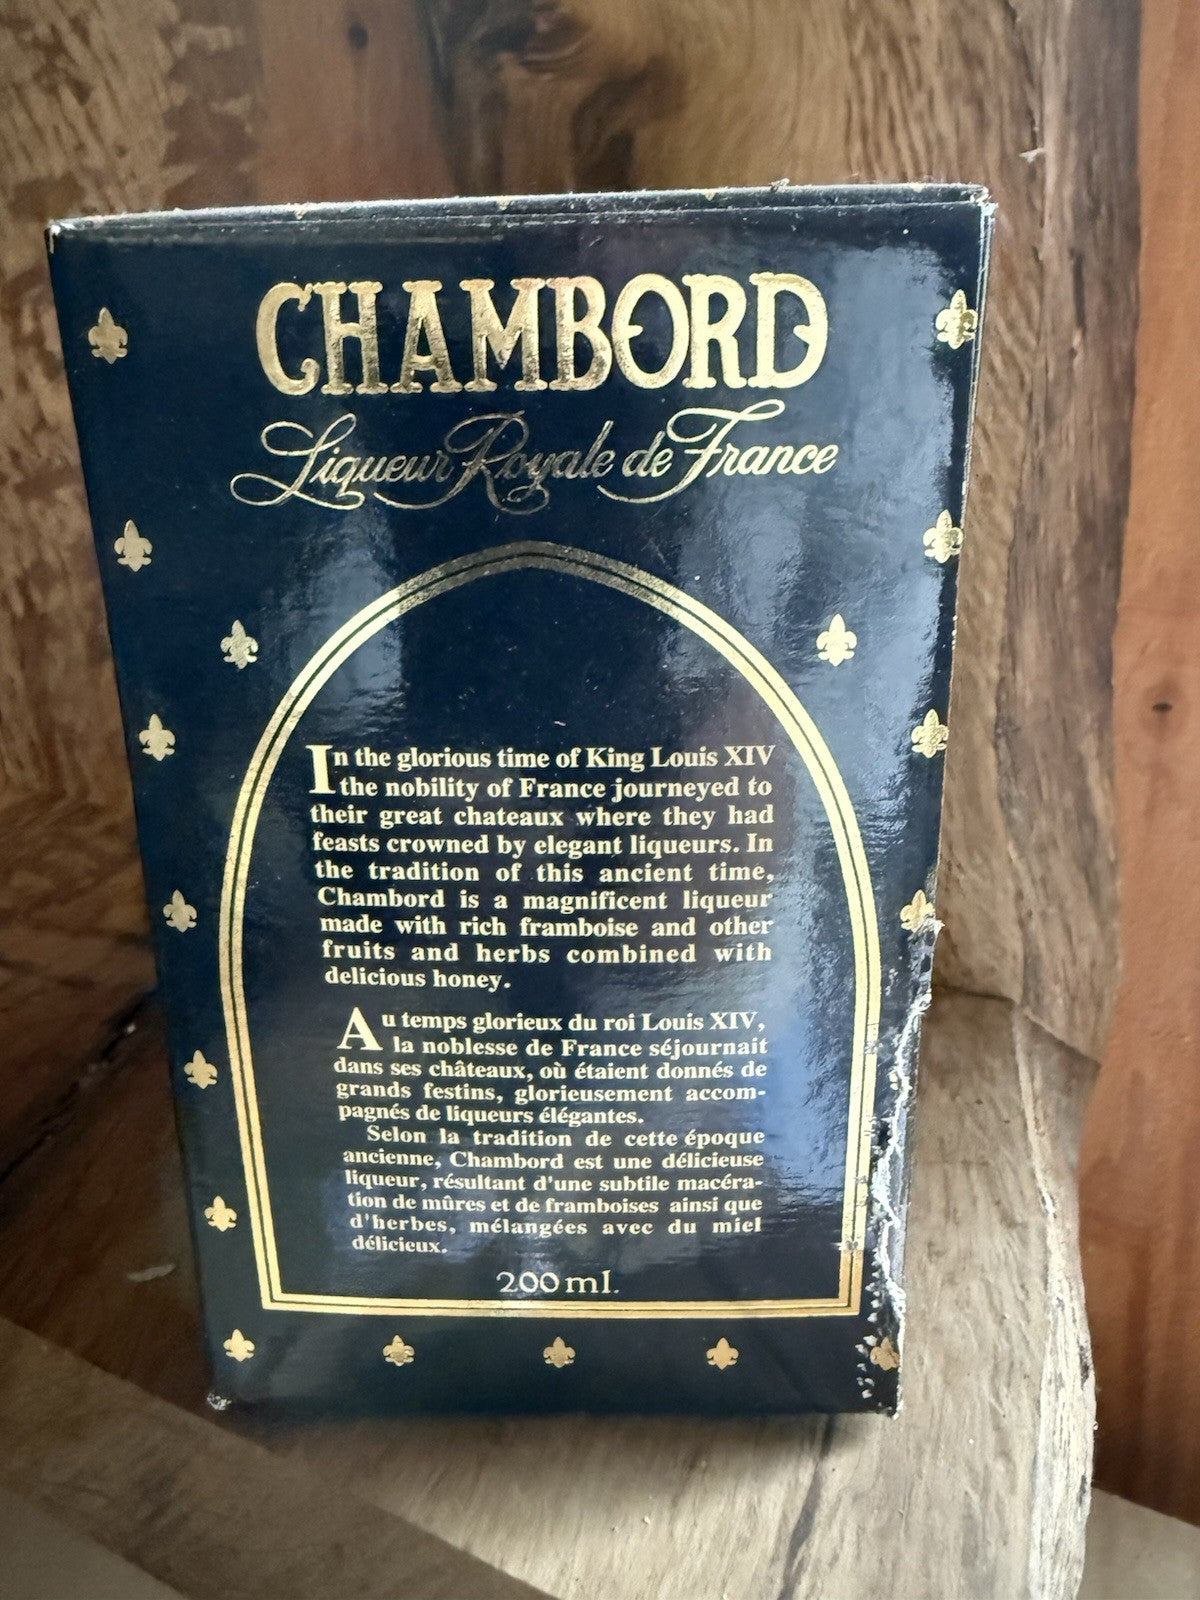 CHAMBORD
Liqueur Royale de France
In the glorious time of King Louis XIV
the nobility of France journeyed to
their great chateaux where they had
feasts crowned by elegant liqueurs. In
the tradition of this ancient time,
Chambord is a magnificent liqueur
made with rich framboise and other
fruits and herbs combined with
delicious honey.
Au temps glorieux du roi Louis XIV,
la noblesse de France séjournait
dans ses châteaux, où étaient donnés de
grands festins, glorieusement accom-
pagnés de liqueurs élégantes.
Selon la tradition de cette époque
ancienne, Chambord est une délicieuse
liqueur, résultant d'une subtile macéra-
tion de mûres et de framboises ainsi que
d'herbes, mélangées avec du miel
délicieux.
200 ml.